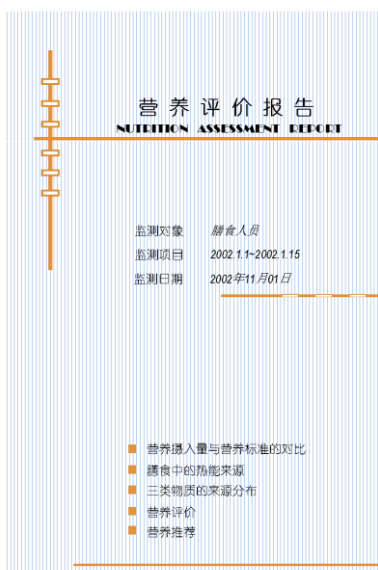 营养评价报告
NUTRITION ASSESSMENT REPORT
监测对象 膳食人员
监测项目 2002.1.1~2002.1.15
监测日期 2002年11月01日
营养摄入量与营养标准的对比
膳食中的热能来源
三类物质的来源分布
营养评价
营养推荐